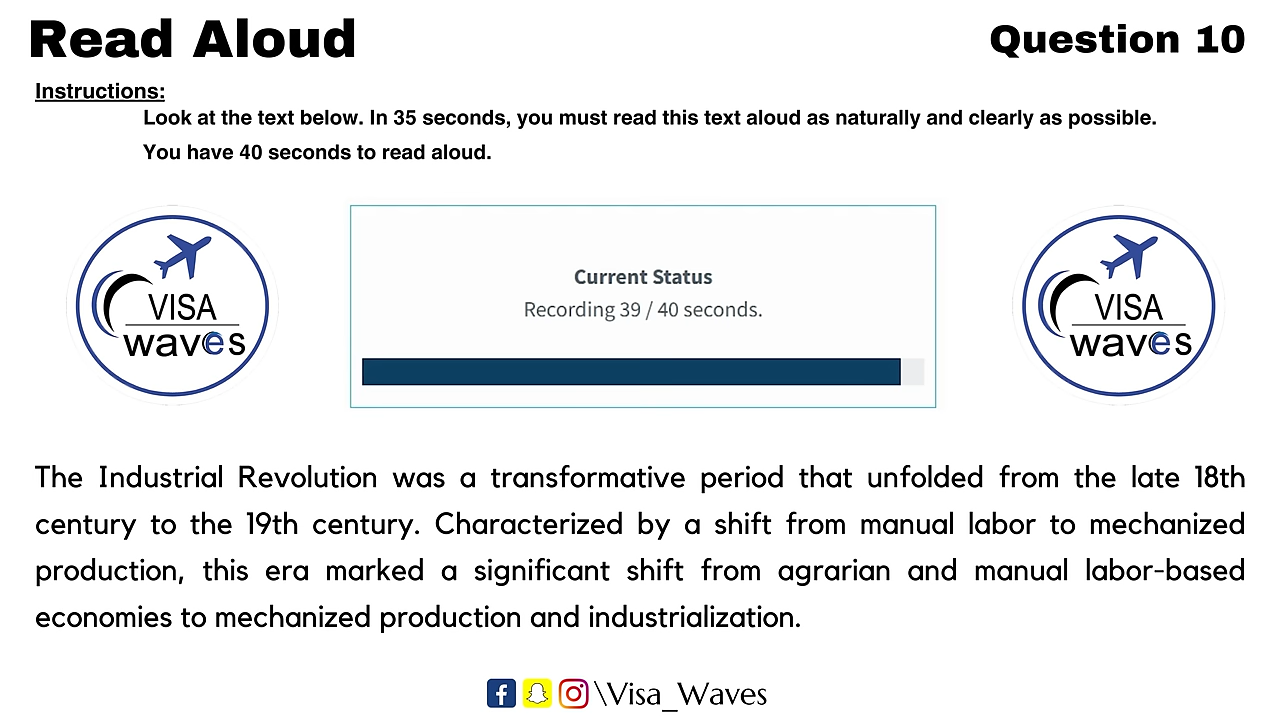 Read Aloud
Question 10
Instructions:
Look at the text below. In 35 seconds, you must read this text aloud as naturally and clearly as possible.
You have 40 seconds to read aloud.
VISA
waves
Current Status
Recording 39 / 40 seconds.
VISA
waves
The Industrial Revolution was a transformative period that unfolded from the late 18th
century to the 19th century. Characterized by a shift from manual labor to mechanized
production, this era marked a significant shift from agrarian and manual labor-based
economies to mechanized production and industrialization.
\Visa_Waves